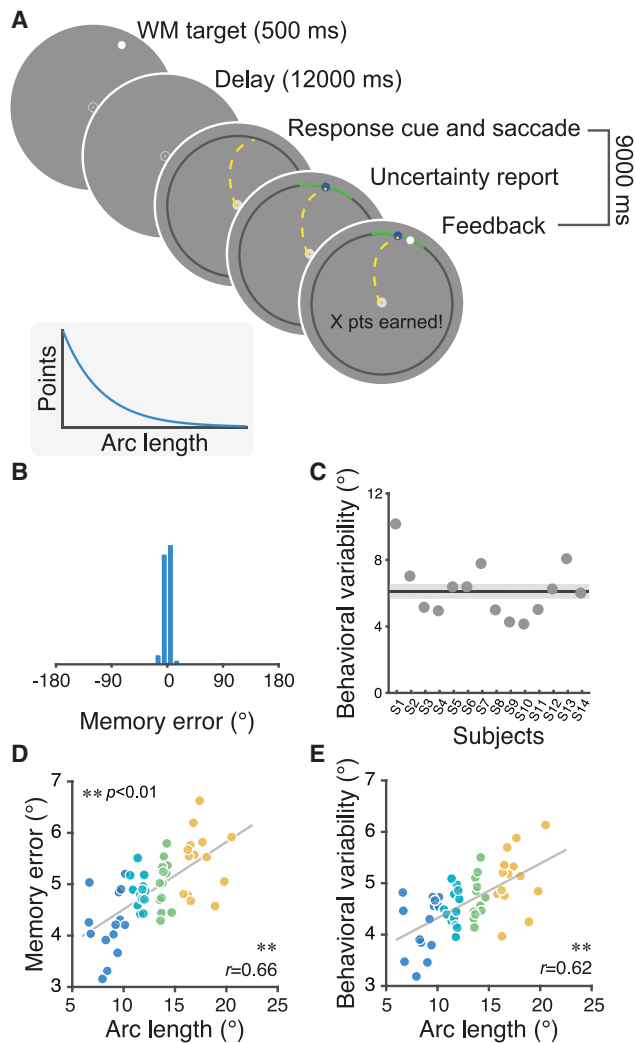 A
WM target (500 ms)
Delay (12000 ms)
Response cue and saccade
Uncertainty report
Feedback
9000 ms
X pts earned!
Points
Arc length
B
-180 -90 0 90 180
Memory error (°)
C
Behavioral variability (°)
12
8
4
0
S1 S2 S3 S4 S5 S6 S7 S8 S9 S10 S11 S12 S13 S14
Subjects
D
Memory error (°)
7
6
5
4
3
** p<0.01
**
r=0.66
5 10 15 20 25
Arc length (°)
E
Behavioral variability (°)
7
6
5
4
3
**
r=0.62
5 10 15 20 25
Arc length (°)